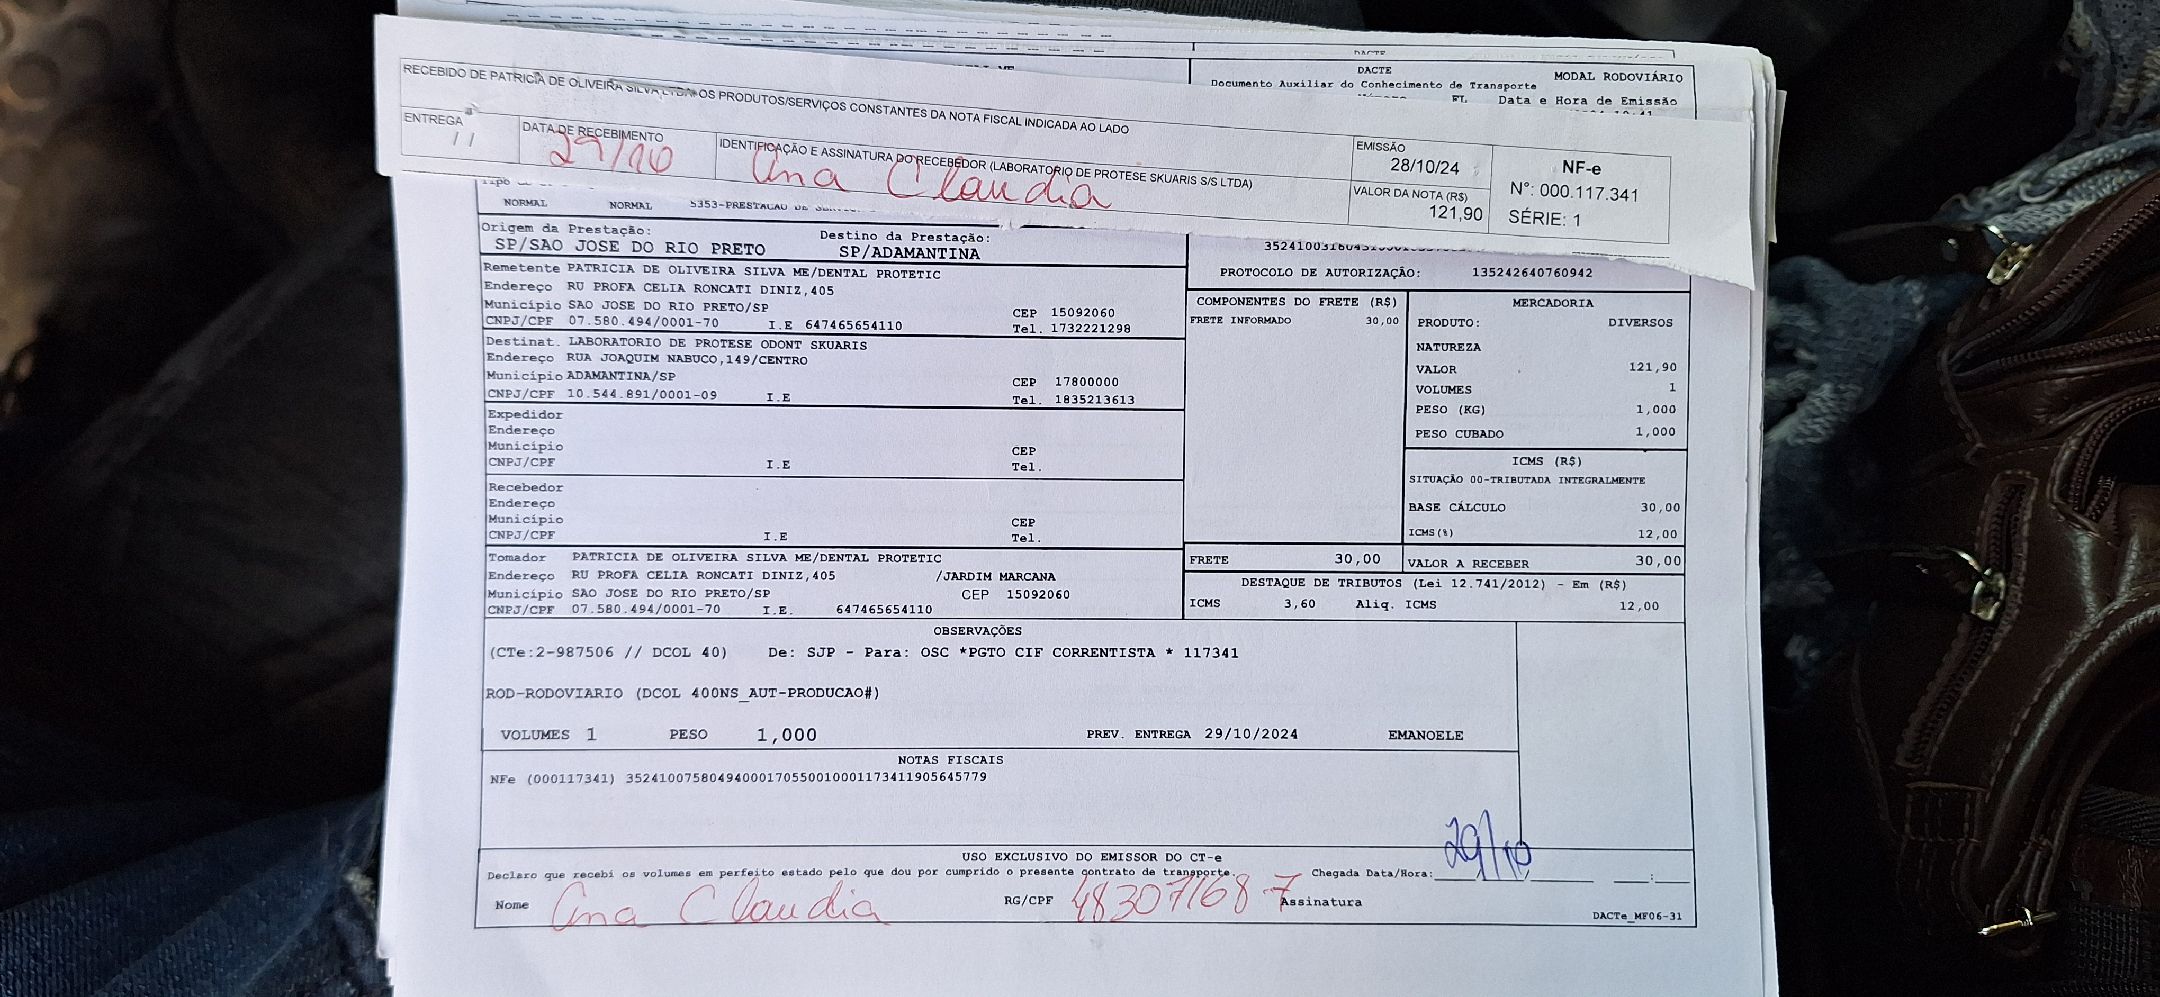 DACTE
DACTE
MODAL RODOVIÁRIO
Documento Auxiliar do Conhecimento de Transporte
FL Data e Hora de Emissão
RECEBIDO DE PATRICIA DE OLIVEIRA SILVA LTDA OS PRODUTOS/SERVIÇOS CONSTANTES DA NOTA FISCAL INDICADA AO LADO
ENTREGA
/ /
DATA DE RECEBIMENTO
29/10
IDENTIFICAÇÃO E ASSINATURA DO RECEBEDOR (LABORATORIO DE PROTESE SKUARIS S/S LTDA)
Ana Claudia
EMISSÃO
28/10/24
VALOR DA NOTA (R$)
121,90
NF-e
N°: 000.117.341
SÉRIE: 1
NORMAL NORMAL 5353-PRESTACAO DE
Origem da Prestação: Destino da Prestação:
SP/SAO JOSE DO RIO PRETO SP/ADAMANTINA
PROTOCOLO DE AUTORIZAÇÃO: 135242640760942
Remetente PATRICIA DE OLIVEIRA SILVA ME/DENTAL PROTETIC
Endereço RU PROFA CELIA RONCATI DINIZ,405
Município SAO JOSE DO RIO PRETO/SP CEP 15092060
CNPJ/CPF 07.580.494/0001-70 I.E 647465654110 Tel. 1732221298
Destinat. LABORATORIO DE PROTESE ODONT SKUARIS
Endereço RUA JOAQUIM NABUCO,149/CENTRO
Município ADAMANTINA/SP CEP 17800000
CNPJ/CPF 10.544.891/0001-09 I.E Tel. 1835213613
Expedidor
Endereço
Município CEP
CNPJ/CPF I.E Tel.
Recebedor
Endereço
Município CEP
CNPJ/CPF I.E Tel.
Tomador PATRICIA DE OLIVEIRA SILVA ME/DENTAL PROTETIC
Endereço RU PROFA CELIA RONCATI DINIZ,405 /JARDIM MARCANA
Município SAO JOSE DO RIO PRETO/SP CEP 15092060
CNPJ/CPF 07.580.494/0001-70 I.E. 647465654110
COMPONENTES DO FRETE (R$)
FRETE INFORMADO 30,00
FRETE 30,00
MERCADORIA
PRODUTO: DIVERSOS
NATUREZA
VALOR 121,90
VOLUMES 1
PESO (KG) 1,000
PESO CUBADO 1,000
ICMS (R$)
SITUAÇÃO 00-TRIBUTADA INTEGRALMENTE
BASE CÁLCULO 30,00
ICMS(%) 12,00
VALOR A RECEBER 30,00
DESTAQUE DE TRIBUTOS (Lei 12.741/2012) - Em (R$)
ICMS 3,60 Aliq. ICMS 12,00
OBSERVAÇÕES
(CTe:2-987506 // DCOL 40) De: SJP - Para: OSC *PGTO CIF CORRENTISTA * 117341
ROD-RODOVIARIO (DCOL 400NS_AUT-PRODUCAO#)
VOLUMES 1 PESO 1,000 PREV. ENTREGA 29/10/2024 EMANOELE
NOTAS FISCAIS
NFe (000117341) 35241007580494000170550010001173411905645779
USO EXCLUSIVO DO EMISSOR DO CT-e
Declaro que recebi os volumes em perfeito estado pelo que dou por cumprido o presente contrato de transporte. Chegada Data/Hora: 29/10
Nome Ana Claudia RG/CPF 483071687 Assinatura
DACTe_MF06-31